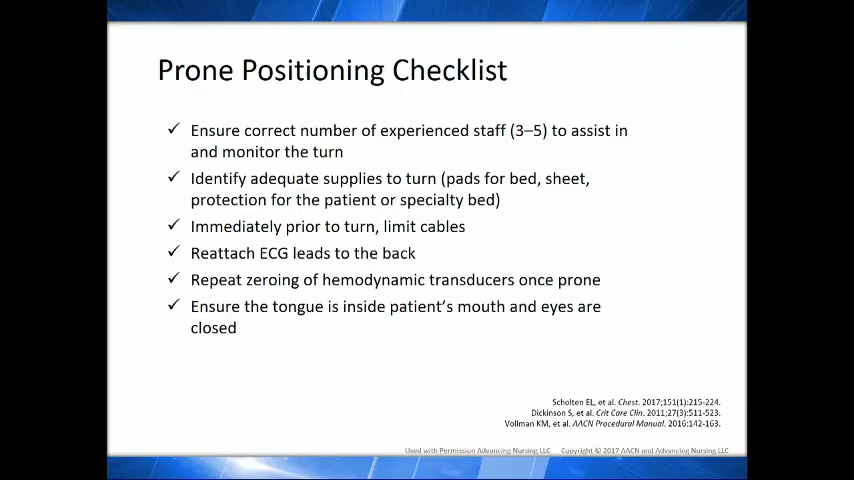 Prone Positioning Checklist
✓ Ensure correct number of experienced staff (3–5) to assist in
and monitor the turn
✓ Identify adequate supplies to turn (pads for bed, sheet,
protection for the patient or specialty bed)
✓ Immediately prior to turn, limit cables
✓ Reattach ECG leads to the back
✓ Repeat zeroing of hemodynamic transducers once prone
✓ Ensure the tongue is inside patient's mouth and eyes are
closed
Scholten EL, et al. Chest. 2017;151(1):215-224.
Dickinson S, et al. Crit Care Clin. 2011;27(3):511-523.
Vollman KM, et al. AACN Procedural Manual. 2016:142-163.
Used with Permission Advancing Nursing LLC Copyright © 2017 AACN and Advancing Nursing LLC